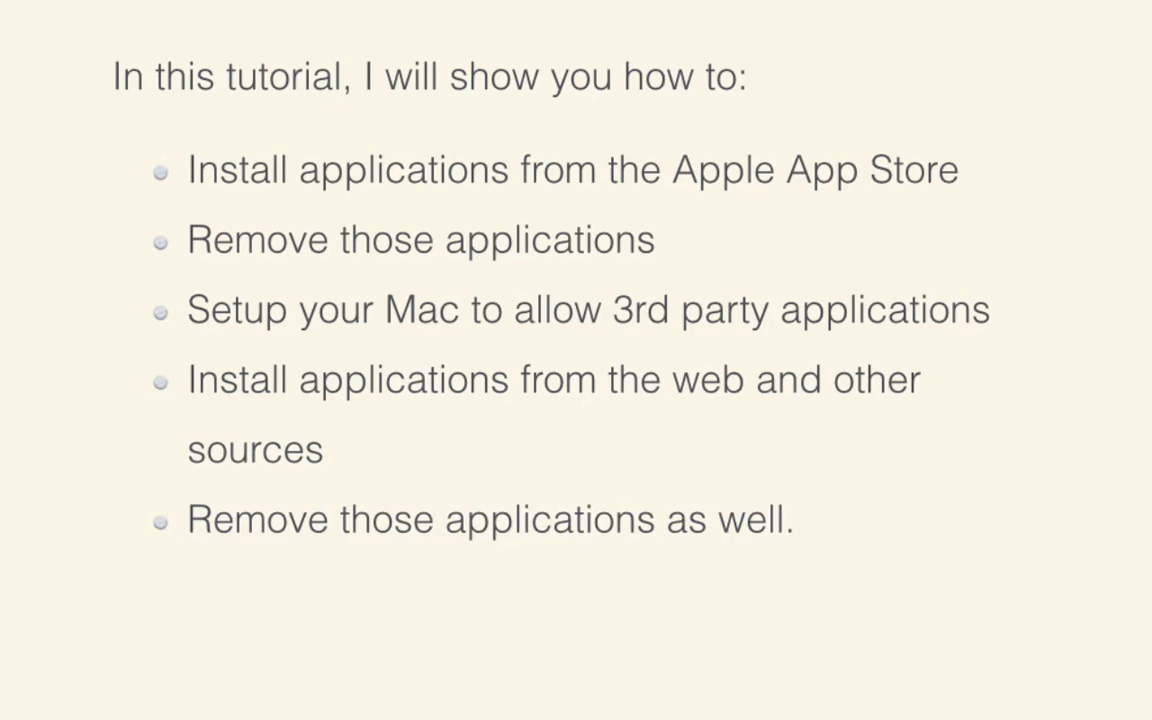 In this tutorial, I will show you how to:
Install applications from the Apple App Store
Remove those applications
Setup your Mac to allow 3rd party applications
Install applications from the web and other
sources
Remove those applications as well.